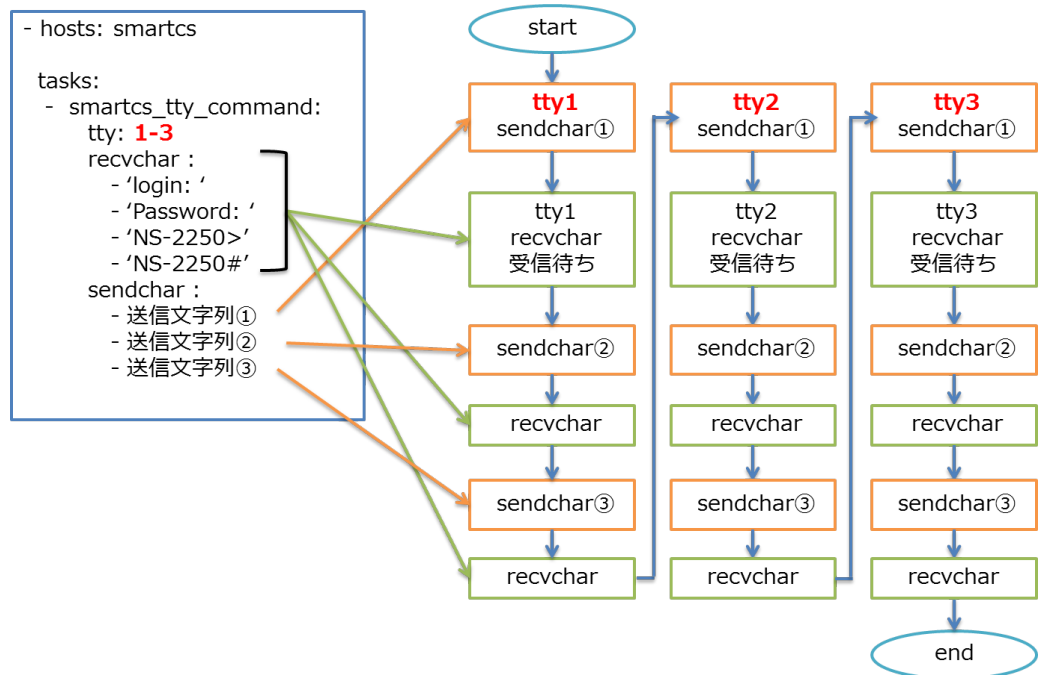 - hosts: smartcs
tasks:
- smartcs_tty_command:
tty: 1-3
recvchar :
- ‘login: ‘
- ‘Password: ‘
- ‘NS-2250>’
- ‘NS-2250#’
sendchar :
- 送信文字列①
- 送信文字列②
- 送信文字列③
start
tty1
sendchar①
tty1
recvchar
受信待ち
sendchar②
recvchar
sendchar③
recvchar
tty2
sendchar①
tty2
recvchar
受信待ち
sendchar②
recvchar
sendchar③
recvchar
tty3
sendchar①
tty3
recvchar
受信待ち
sendchar②
recvchar
sendchar③
recvchar
end